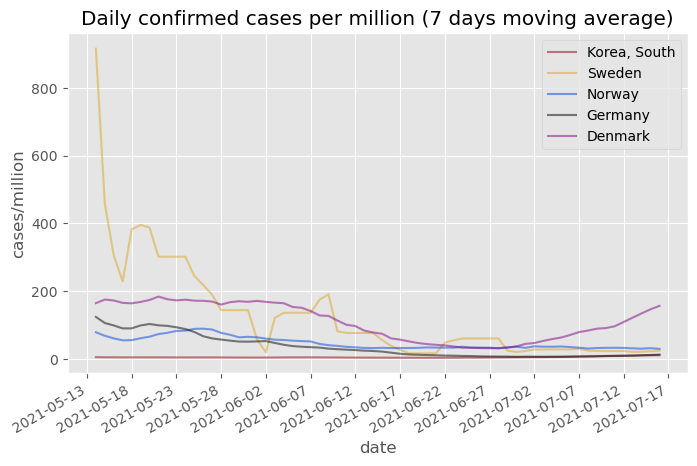 Daily confirmed cases per million (7 days moving average)
Korea, South
Sweden
Norway
Germany
Denmark
cases/million
800
600
400
200
0
2021-05-13
2021-05-18
2021-05-23
2021-05-28
2021-06-02
2021-06-07
2021-06-12
2021-06-17
2021-06-22
2021-06-27
2021-07-02
2021-07-07
2021-07-12
2021-07-17
date